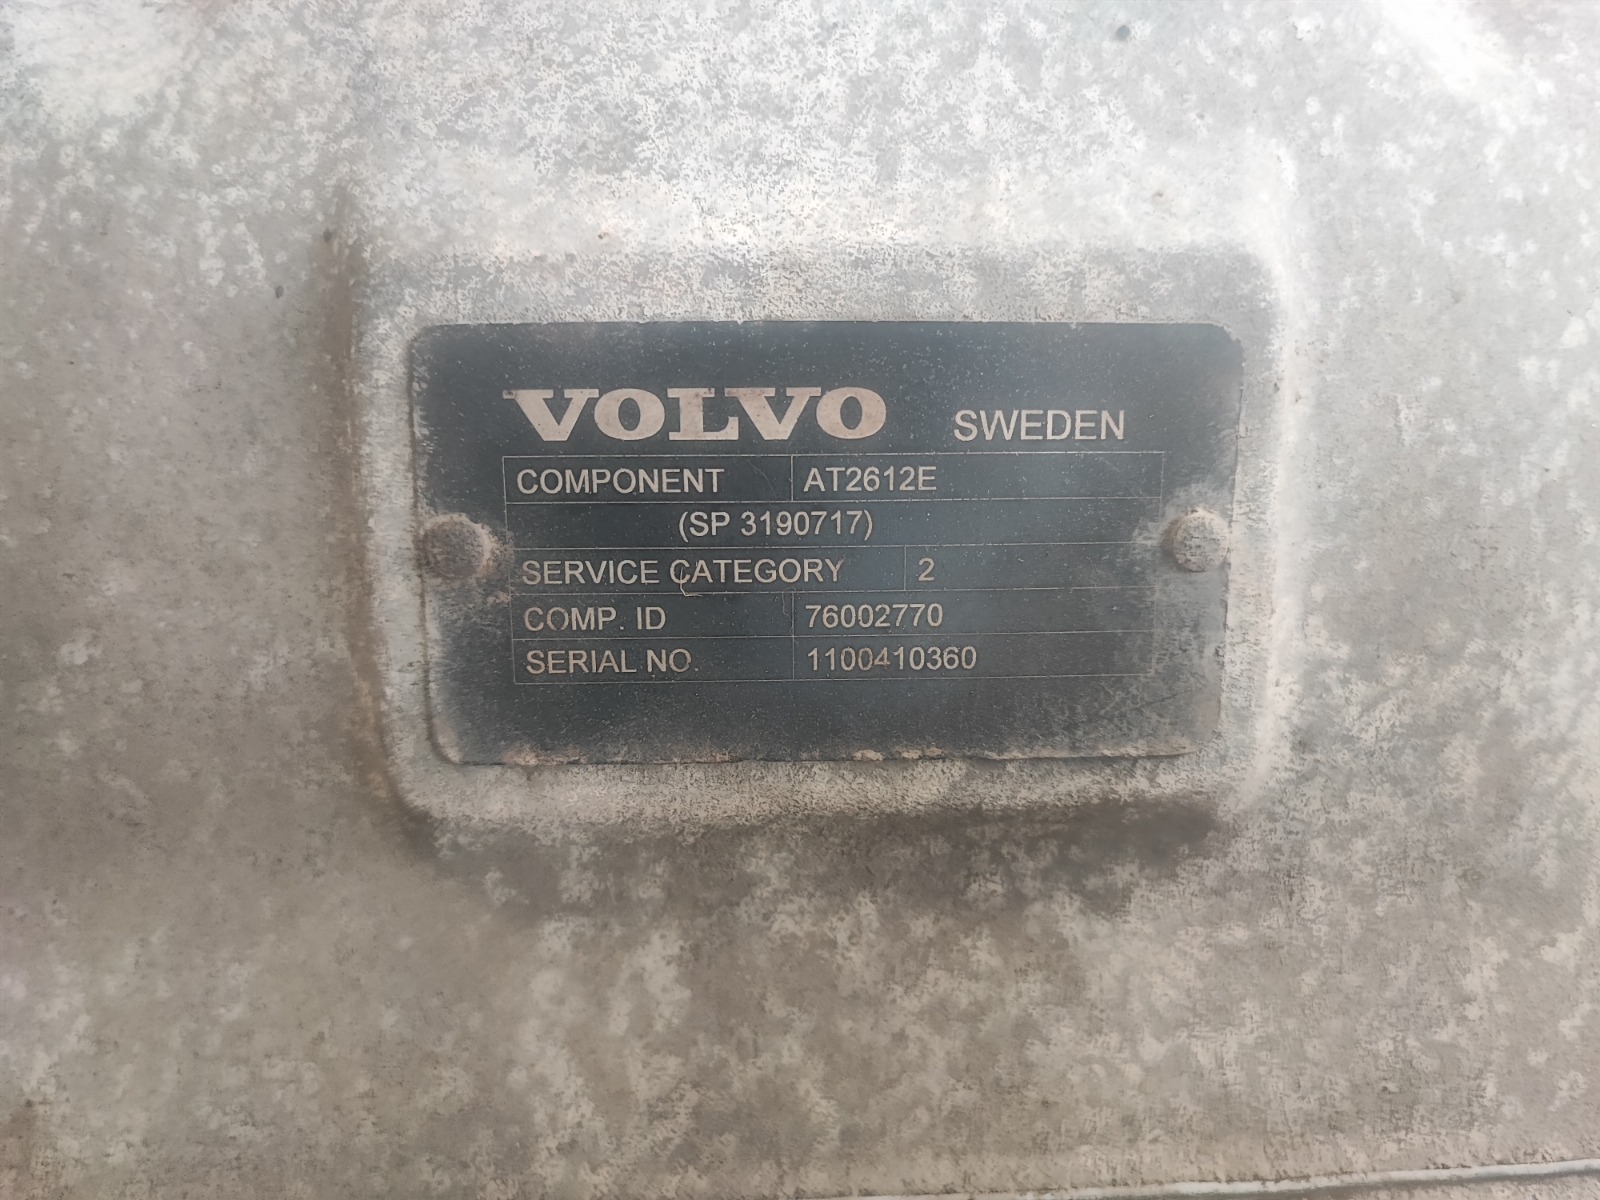 VOLVO SWEDEN
COMPONENT AT2612E
(SP 3190717)
SERVICE CATEGORY 2
COMP. ID 76002770
SERIAL NO. 1100410360